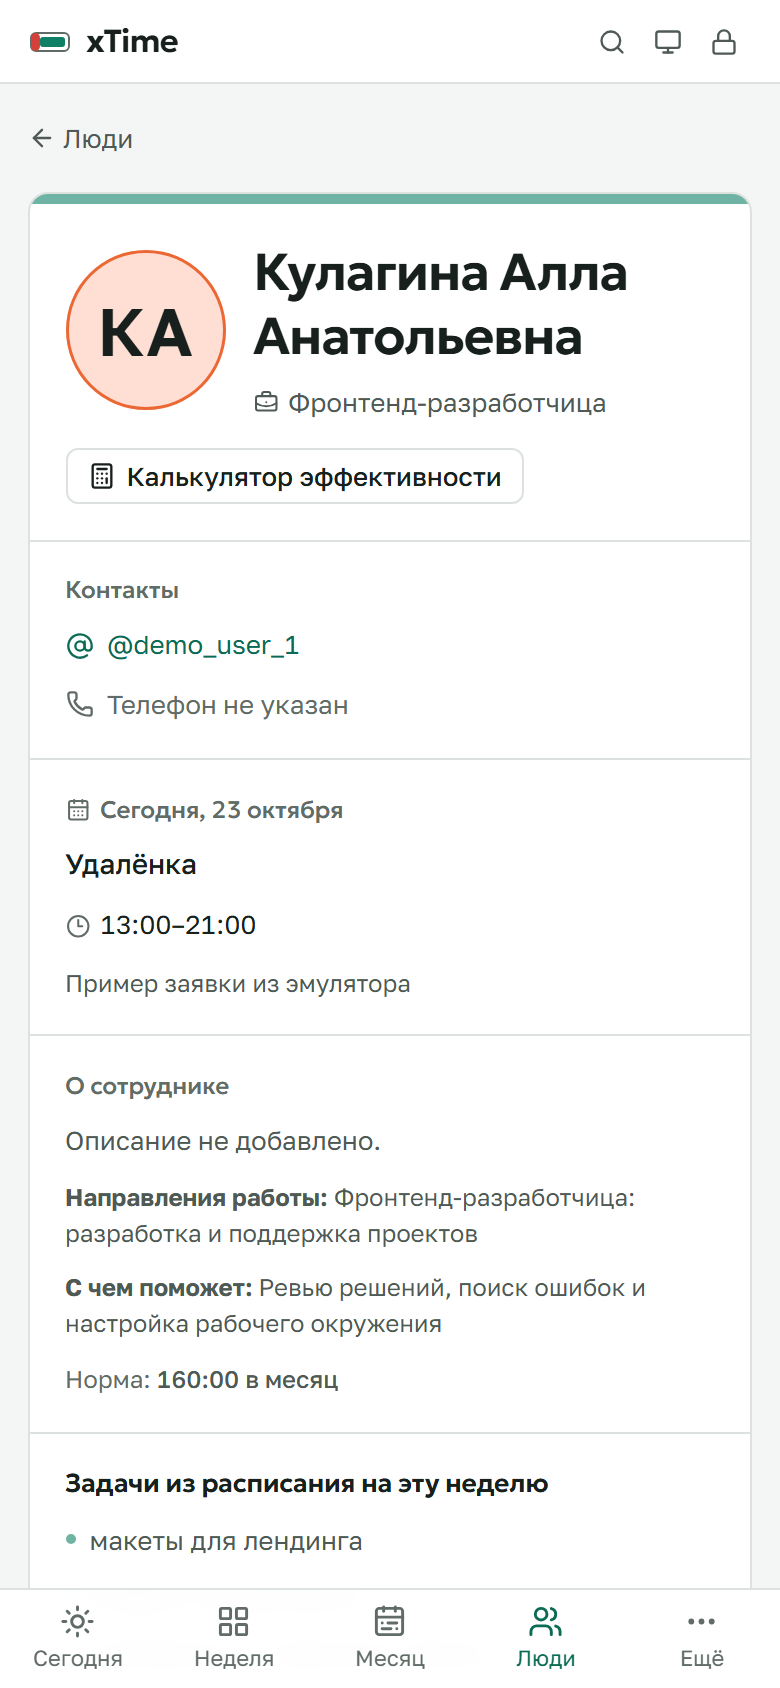 xTime
Люди
КА
Кулагина Алла
Анатольевна
Фронтенд-разработчица
Калькулятор эффективности
Контакты
@demo_user_1
Телефон не указан
Сегодня, 23 октября
Удалёнка
13:00–21:00
Пример заявки из эмулятора
О сотруднике
Описание не добавлено.
Направления работы: Фронтенд-разработчица:
разработка и поддержка проектов
С чем поможет: Ревью решений, поиск ошибок и
настройка рабочего окружения
Норма: 160:00 в месяц
Задачи из расписания на эту неделю
макеты для лендинга
Сегодня
Неделя
Месяц
Люди
Ещё